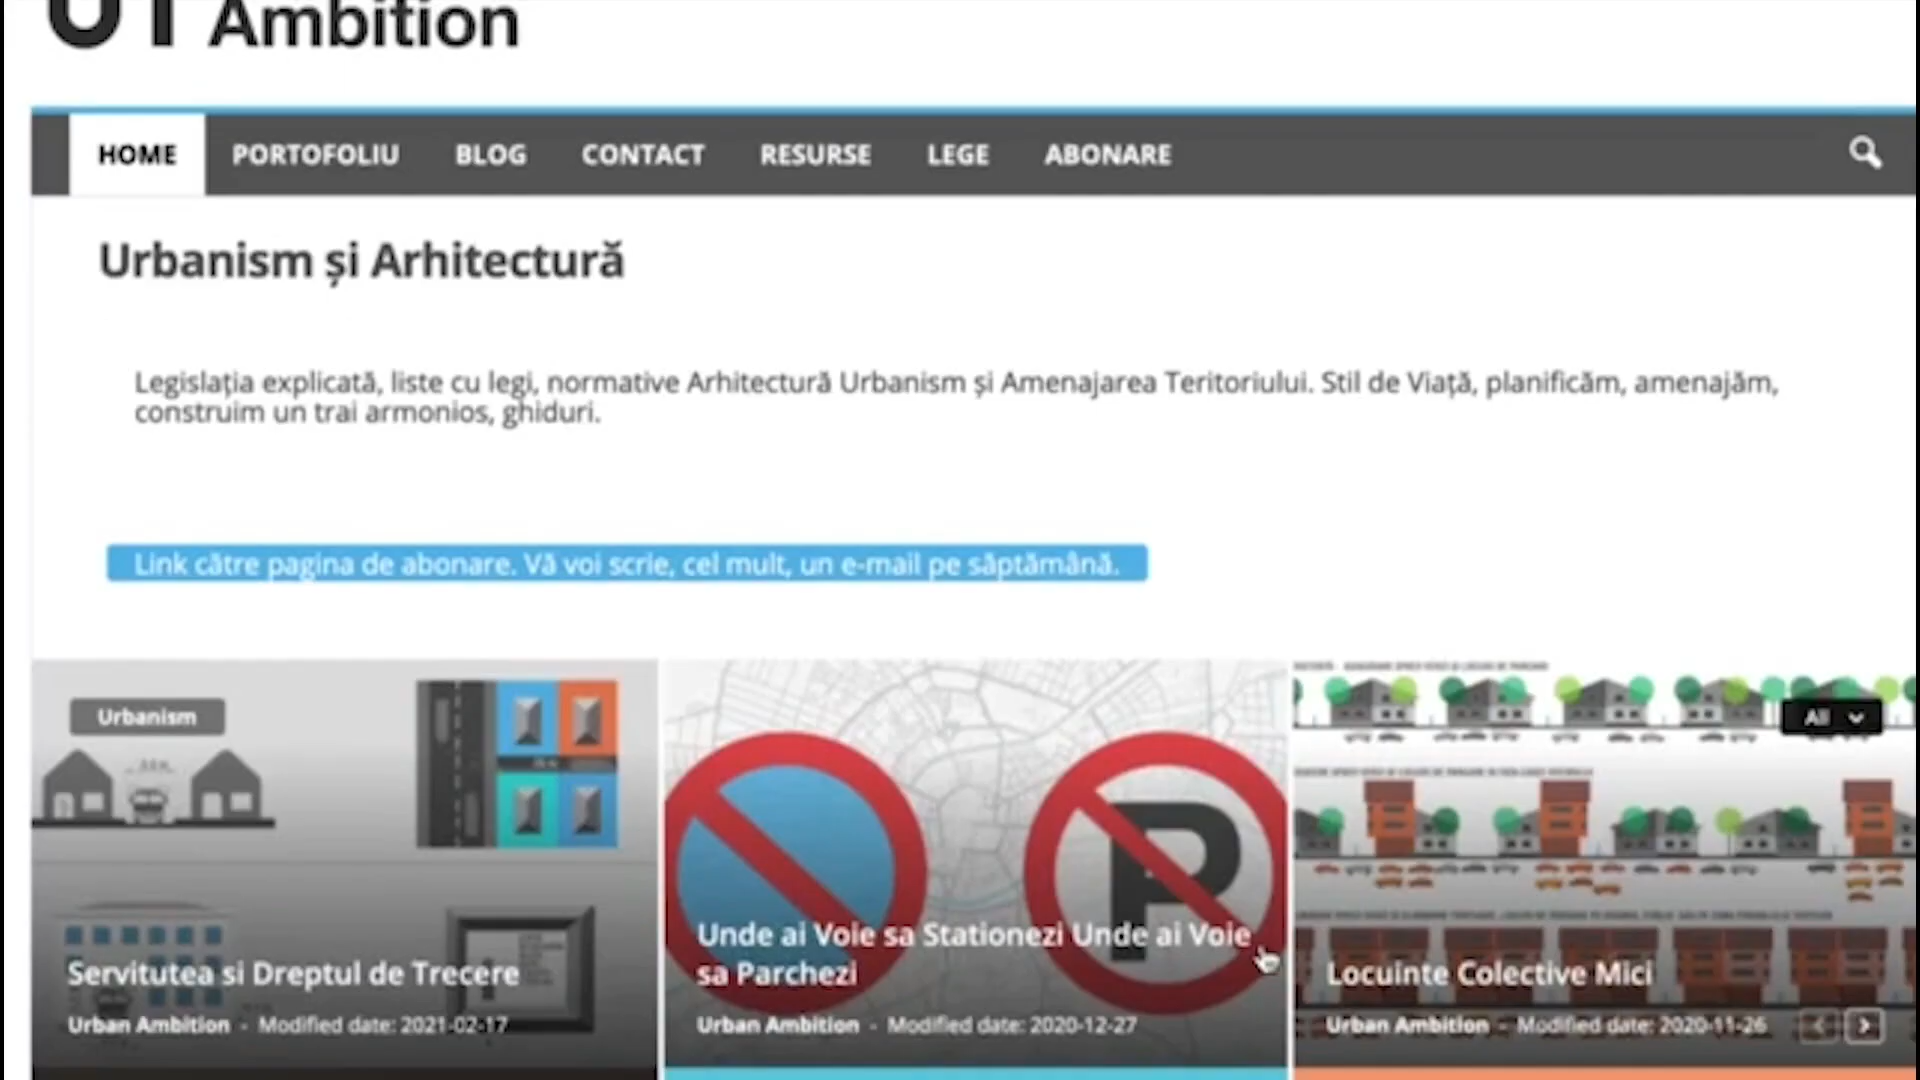 Ambition
HOME PORTOFOLIU BLOG CONTACT RESURSE LEGE ABONARE
Urbanism și Arhitectură
Legislația explicată, liste cu legi, normative Arhitectură Urbanism și Amenajarea Teritoriului. Stil de Viață, planificăm, amenajăm,
construim un trai armonios, ghiduri.
Link către pagina de abonare. Vă voi scrie, cel mult, un e-mail pe săptămână.
Urbanism
All
P
Servitutea si Dreptul de Trecere
Urban Ambition - Modified date: 2021-02-17
Unde ai Voie sa Stationezi Unde ai Voie
sa Parchezi
Urban Ambition - Modified date: 2020-12-27
Locuinte Colective Mici
Urban Ambition - Modified date: 2020-11-26